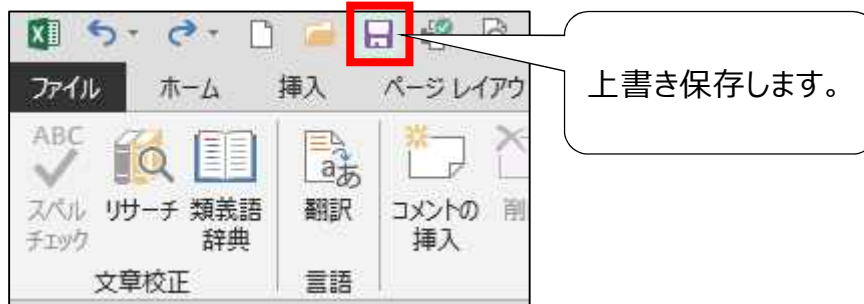 上書き保存します。
ファイル ホーム 挿入 ページ レイアウ
ABC
スペル
チェック
リサーチ
類義語
辞典
翻訳
コメントの
挿入
削
文章校正
言語